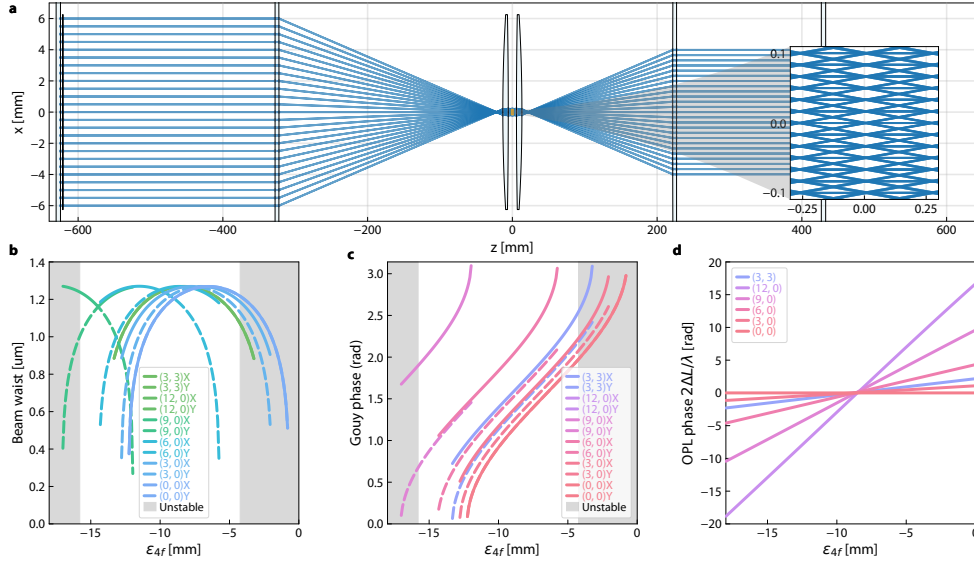 a
x [mm]
6
4
2
0
−2
−4
−6
−600
−400
−200
0
200
400
600
z [mm]
0.1
0.0
−0.1
−0.25
0.00
0.25
b
Beam waist [um]
1.4
1.2
1.0
0.8
0.6
0.4
0.2
0.0
−15
−10
−5
0
ε4f [mm]
(3, 3)X
(3, 3)Y
(12, 0)X
(12, 0)Y
(9, 0)X
(9, 0)Y
(6, 0)X
(6, 0)Y
(3, 0)X
(3, 0)Y
(0, 0)X
(0, 0)Y
Unstable
c
Gouy phase (rad)
3.0
2.5
2.0
1.5
1.0
0.5
0.0
−15
−10
−5
0
ε4f [mm]
(3, 3)X
(3, 3)Y
(12, 0)X
(12, 0)Y
(9, 0)X
(9, 0)Y
(6, 0)X
(6, 0)Y
(3, 0)X
(3, 0)Y
(0, 0)X
(0, 0)Y
Unstable
d
OPL phase 2ΔL/λ [rad]
20
15
10
5
0
−5
−10
−15
−20
−15
−10
−5
0
ε4f [mm]
(3, 3)
(12, 0)
(9, 0)
(6, 0)
(3, 0)
(0, 0)